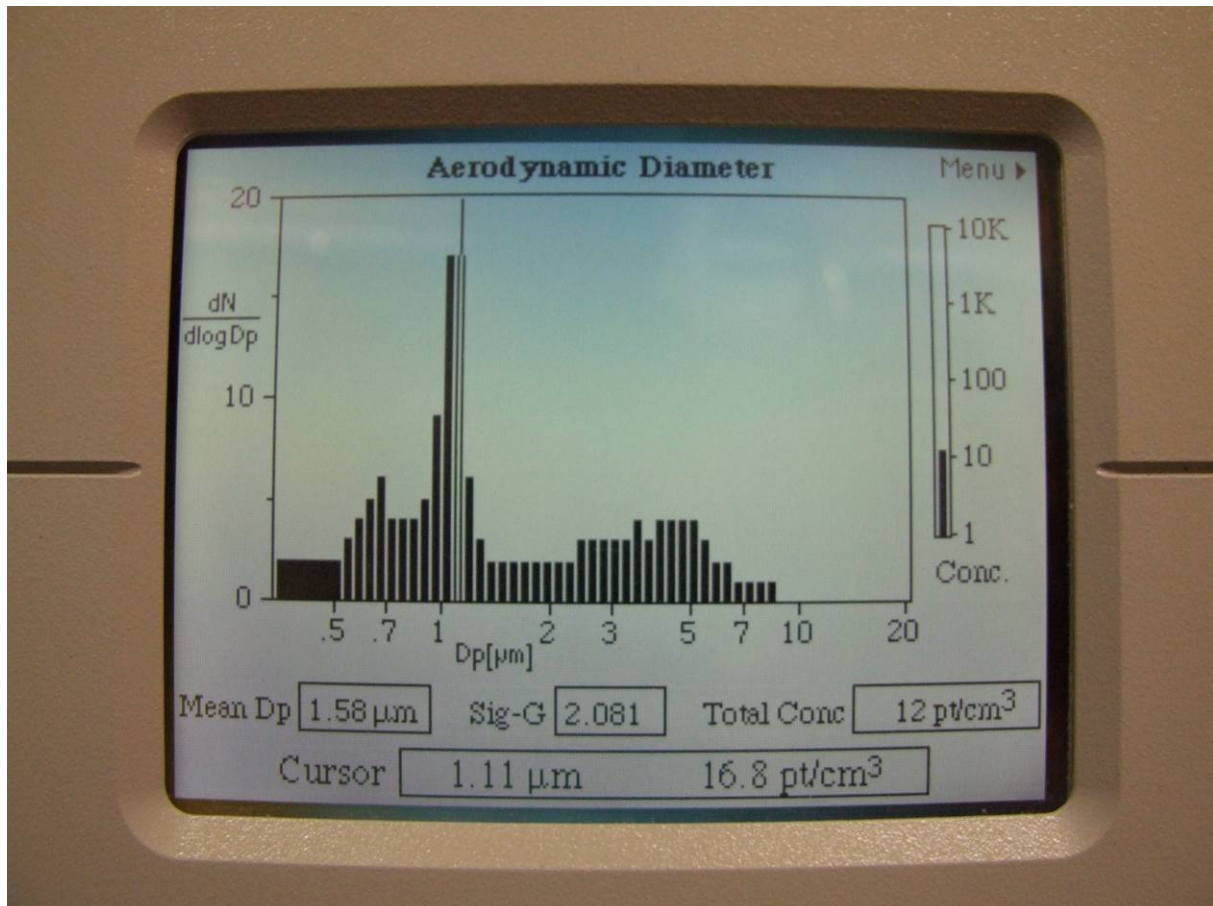 Aerodynamic Diameter
Menu
20
10K
dN
1K
dlogDp
100
10
10
1
0
Conc.
.5 .7 1 2 3 5 7 10 20
Dp[µm]
Mean Dp 1.58 µm Sig-G 2.081 Total Conc 12 pt/cm³
Cursor 1.11 µm 16.8 pt/cm³